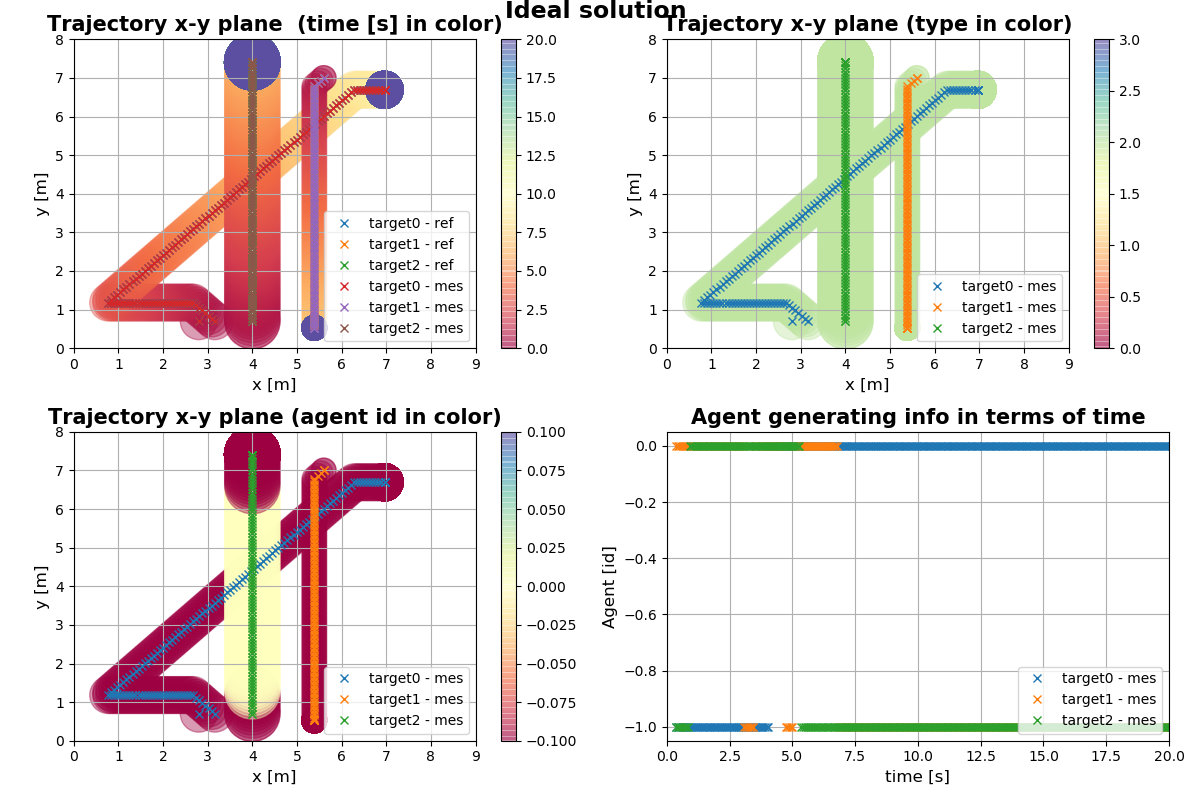 Ideal solution
Trajectory x-y plane  (time [s] in color)
Trajectory x-y plane (type in color)
8
7
6
5
4
3
2
1
0
y [m]
0 1 2 3 4 5 6 7 8 9
x [m]
target0 - ref
target1 - ref
target2 - ref
target0 - mes
target1 - mes
target2 - mes
20.0
17.5
15.0
12.5
10.0
7.5
5.0
2.5
0.0
8
7
6
5
4
3
2
1
0
y [m]
0 1 2 3 4 5 6 7 8 9
x [m]
target0 - mes
target1 - mes
target2 - mes
3.0
2.5
2.0
1.5
1.0
0.5
0.0
Trajectory x-y plane (agent id in color)
8
7
6
5
4
3
2
1
0
y [m]
0 1 2 3 4 5 6 7 8 9
x [m]
target0 - mes
target1 - mes
target2 - mes
0.100
0.075
0.050
0.025
0.000
−0.025
−0.050
−0.075
−0.100
Agent generating info in terms of time
0.0
−0.2
−0.4
−0.6
−0.8
−1.0
Agent [id]
0.0 2.5 5.0 7.5 10.0 12.5 15.0 17.5 20.0
time [s]
target0 - mes
target1 - mes
target2 - mes